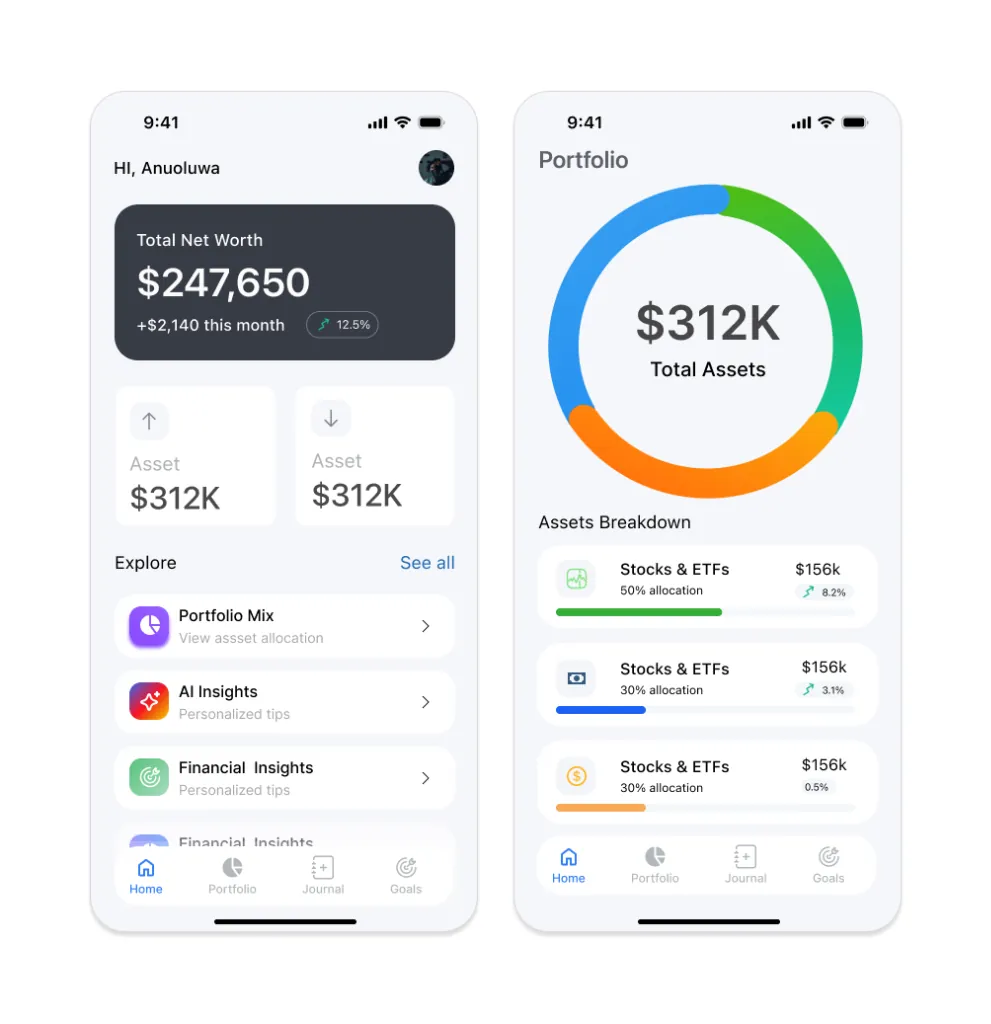 9:41
HI, Anuoluwa
Total Net Worth
$247,650
+$2,140 this month
12.5%
Asset
$312K
Asset
$312K
Explore
See all
Portfolio Mix
View assset allocation
AI Insights
Personalized tips
Financial Insights
Personalized tips
Financial Insights
Home
Portfolio
Journal
Goals
9:41
Portfolio
$312K
Total Assets
Assets Breakdown
Stocks & ETFs
$156k
50% allocation
8.2%
Stocks & ETFs
$156k
30% allocation
3.1%
Stocks & ETFs
$156k
30% allocation
0.5%
Home
Portfolio
Journal
Goals